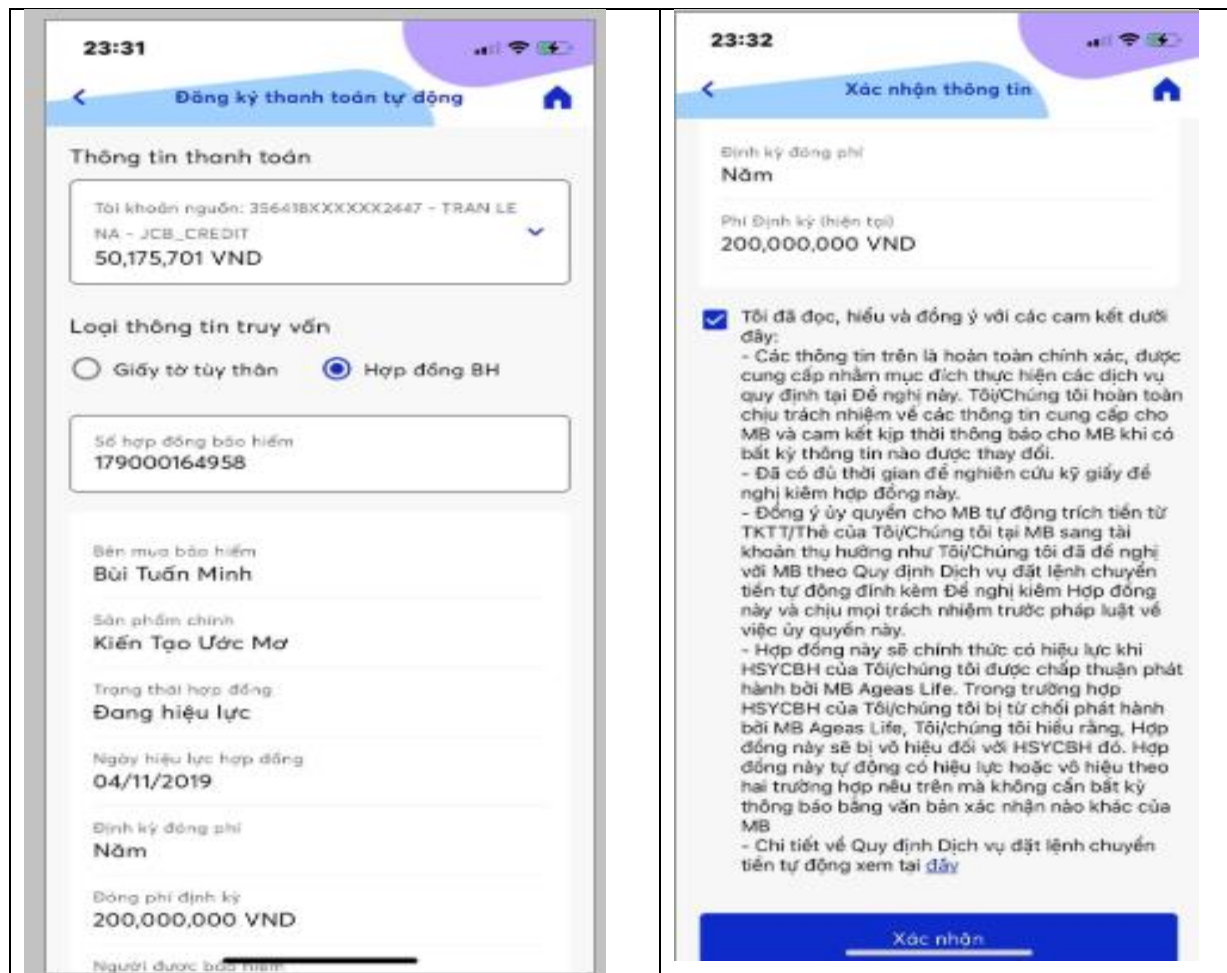 23:31
Đăng ký thanh toán tự động
Thông tin thanh toán
Tài khoản nguồn: 356418XXXXXX2447 - TRAN LE
NA - JCB_CREDIT
50,175,701 VND
Loại thông tin truy vấn
Giấy tờ tùy thân
Hợp đồng BH
Số hợp đồng bảo hiểm
179000164958
Bên mua bảo hiểm
Bùi Tuấn Minh
Sản phẩm chính
Kiến Tạo Ước Mơ
Trạng thái hợp đồng
Đang hiệu lực
Ngày hiệu lực hợp đồng
04/11/2019
Định kỳ đóng phí
Năm
Đóng phí định kỳ
200,000,000 VND
Người được bảo hiểm
23:32
Xác nhận thông tin
Định kỳ đóng phí
Năm
Phí Định kỳ (hiện tại)
200,000,000 VND
Tôi đã đọc, hiểu và đồng ý với các cam kết dưới
đây:
- Các thông tin trên là hoàn toàn chính xác, được
cung cấp nhằm mục đích thực hiện các dịch vụ
quy định tại Đề nghị này. Tôi/Chúng tôi hoàn toàn
chịu trách nhiệm về các thông tin cung cấp cho
MB và cam kết kịp thời thông báo cho MB khi có
bất kỳ thông tin nào được thay đổi.
- Đã có đủ thời gian để nghiên cứu kỹ giấy đề
nghị kiêm hợp đồng này.
- Đồng ý ủy quyền cho MB tự động trích tiền từ
TKTT/Thẻ của Tôi/Chúng tôi tại MB sang tài
khoản thụ hưởng như Tôi/Chúng tôi đã đề nghị
với MB theo Quy định Dịch vụ đặt lệnh chuyển
tiền tự động đính kèm Đề nghị kiêm Hợp đồng
này và chịu mọi trách nhiệm trước pháp luật về
việc ủy quyền này.
- Hợp đồng này sẽ chính thức có hiệu lực khi
HSYCBH của Tôi/chúng tôi được chấp thuận phát
hành bởi MB Ageas Life. Trong trường hợp
HSYCBH của Tôi/chúng tôi bị từ chối phát hành
bởi MB Ageas Life, Tôi/chúng tôi hiểu rằng, Hợp
đồng này sẽ bị vô hiệu đối với HSYCBH đó. Hợp
đồng này tự động có hiệu lực hoặc vô hiệu theo
hai trường hợp nêu trên mà không cần bất kỳ
thông báo bằng văn bản xác nhận nào khác của
MB
- Chi tiết về Quy định Dịch vụ đặt lệnh chuyển
tiền tự động xem tại đây
Xác nhận